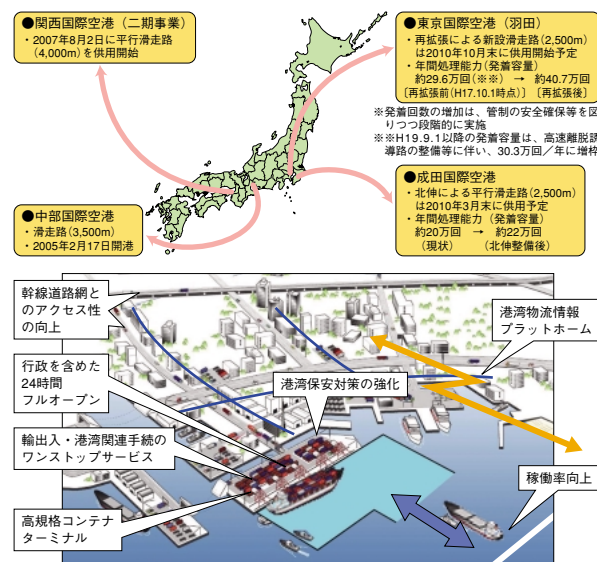 ●関西国際空港（二期事業）
・2007年8月2日に平行滑走路
（4,000m）を供用開始
●東京国際空港（羽田）
・再拡張による新設滑走路（2,500m）
は2010年10月末に供用開始予定
・年間処理能力（発着容量）
約29.6万回（※※） → 約40.7万回
［再拡張前（H17.10.1時点）］ ［再拡張後］
※発着回数の増加は、管制の安全確保等を図
りつつ段階的に実施
※※H19.9.1以降の発着容量は、高速離脱誘
導路の整備等に伴い、30.3万回／年に増枠
●成田国際空港
・北伸による平行滑走路（2,500m）
は2010年3月末に供用予定
・年間処理能力（発着容量）
約20万回 → 約22万回
（現状） （北伸整備後）
●中部国際空港
・滑走路（3,500m）
・2005年2月17日開港
幹線道路網と
のアクセス性
の向上
行政を含めた
24時間
フルオープン
輸出入・港湾関連手続の
ワンストップサービス
高規格コンテナ
ターミナル
港湾保安対策の強化
港湾物流情報
プラットホーム
稼働率向上